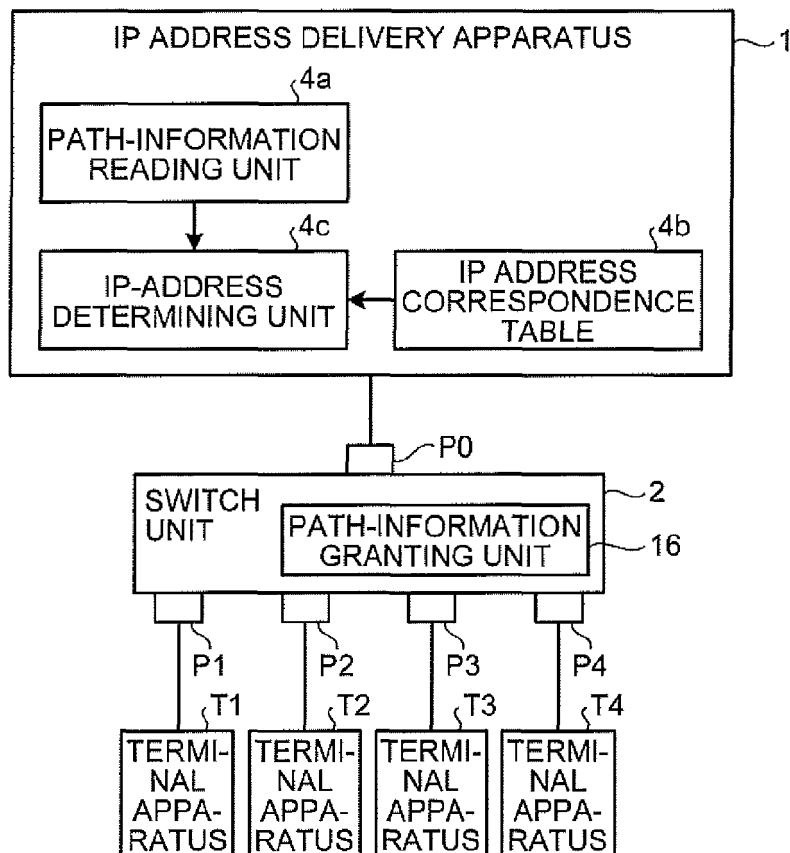 IP ADDRESS DELIVERY APPARATUS
1
4a
PATH-INFORMATION
READING UNIT
4c
IP-ADDRESS
DETERMINING UNIT
4b
IP ADDRESS
CORRESPONDENCE
TABLE
P0
SWITCH
UNIT
2
PATH-INFORMATION
GRANTING UNIT
16
P1
P2
P3
P4
T1
T2
T3
T4
TERMI-
NAL
APPA-
RATUS
TERMI-
NAL
APPA-
RATUS
TERMI-
NAL
APPA-
RATUS
TERMI-
NAL
APPA-
RATUS